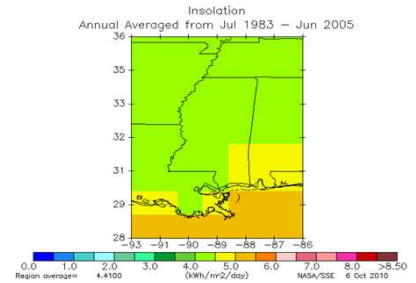 Insolation
Annual Averaged from Jul 1983 – Jun 2005
36
35
33
32
31
29
28
−93 −91 −90 −89 −88 −87 −86
0.0 1.0 2.0 3.0 4.0 5.0 6.0 7.0 8.0 >8.50
Region average= 4.4100 (kWh/m^2/day) NASA/SSE 6 Oct 2010